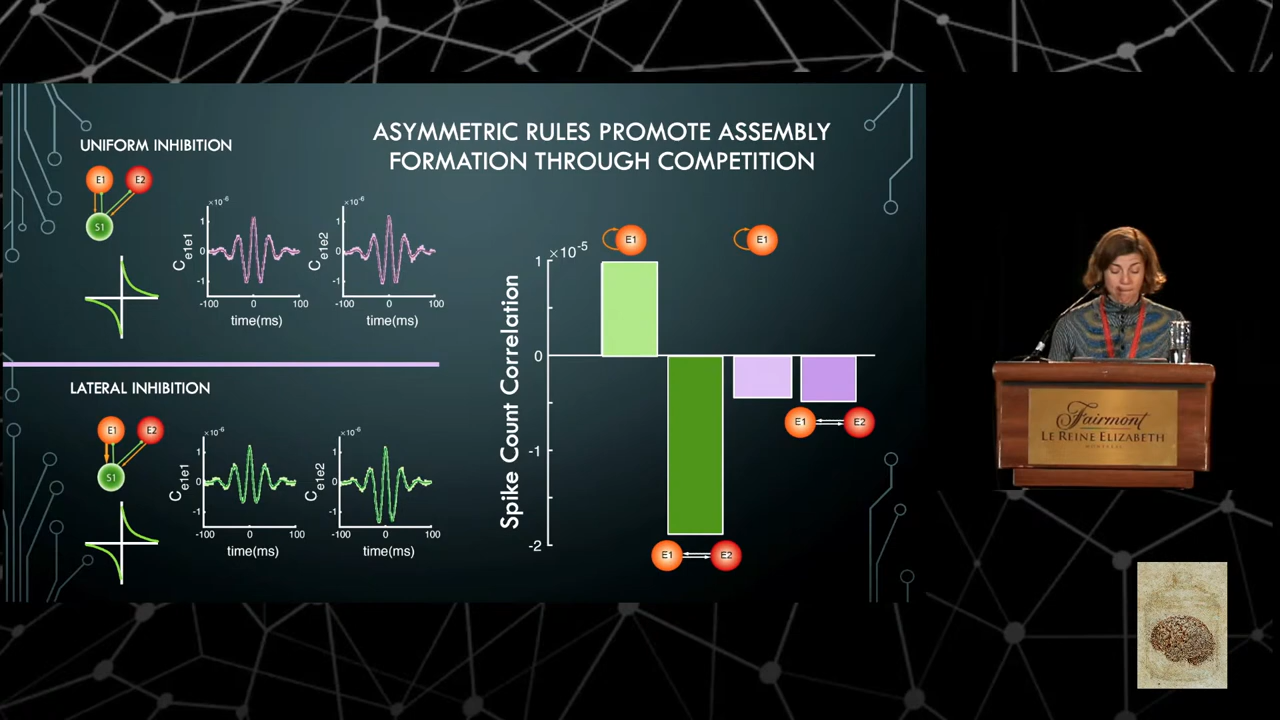 ASYMMETRIC RULES PROMOTE ASSEMBLY
FORMATION THROUGH COMPETITION
UNIFORM INHIBITION
E1 E2
S1
×10⁻⁶
1
0
-1
C e1e1
-100 0 100
time(ms)
×10⁻⁶
1
0
-1
C e1e2
-100 0 100
time(ms)
LATERAL INHIBITION
E1 E2
S1
×10⁻⁶
1
0
-1
C e1e1
-100 0 100
time(ms)
×10⁻⁶
1
0
-1
C e1e2
-100 0 100
time(ms)
E1 E1
×10⁻⁵
1
0
-1
-2
Spike Count Correlation
E1 E2
E1 E2
Fairmont
LE REINE ELIZABETH